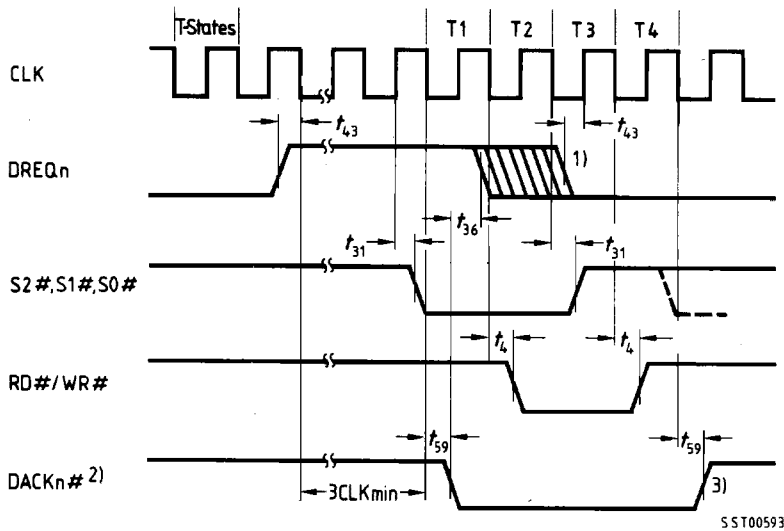 T-States
T1 T2 T3 T4
CLK
t43 t43
DREQn
1)
t36
t31 t31
S2#,S1#,S0#
t4 t4
RD#/WR#
t59 t59
DACKn# 2)
3CLKmin
3)
SST00593